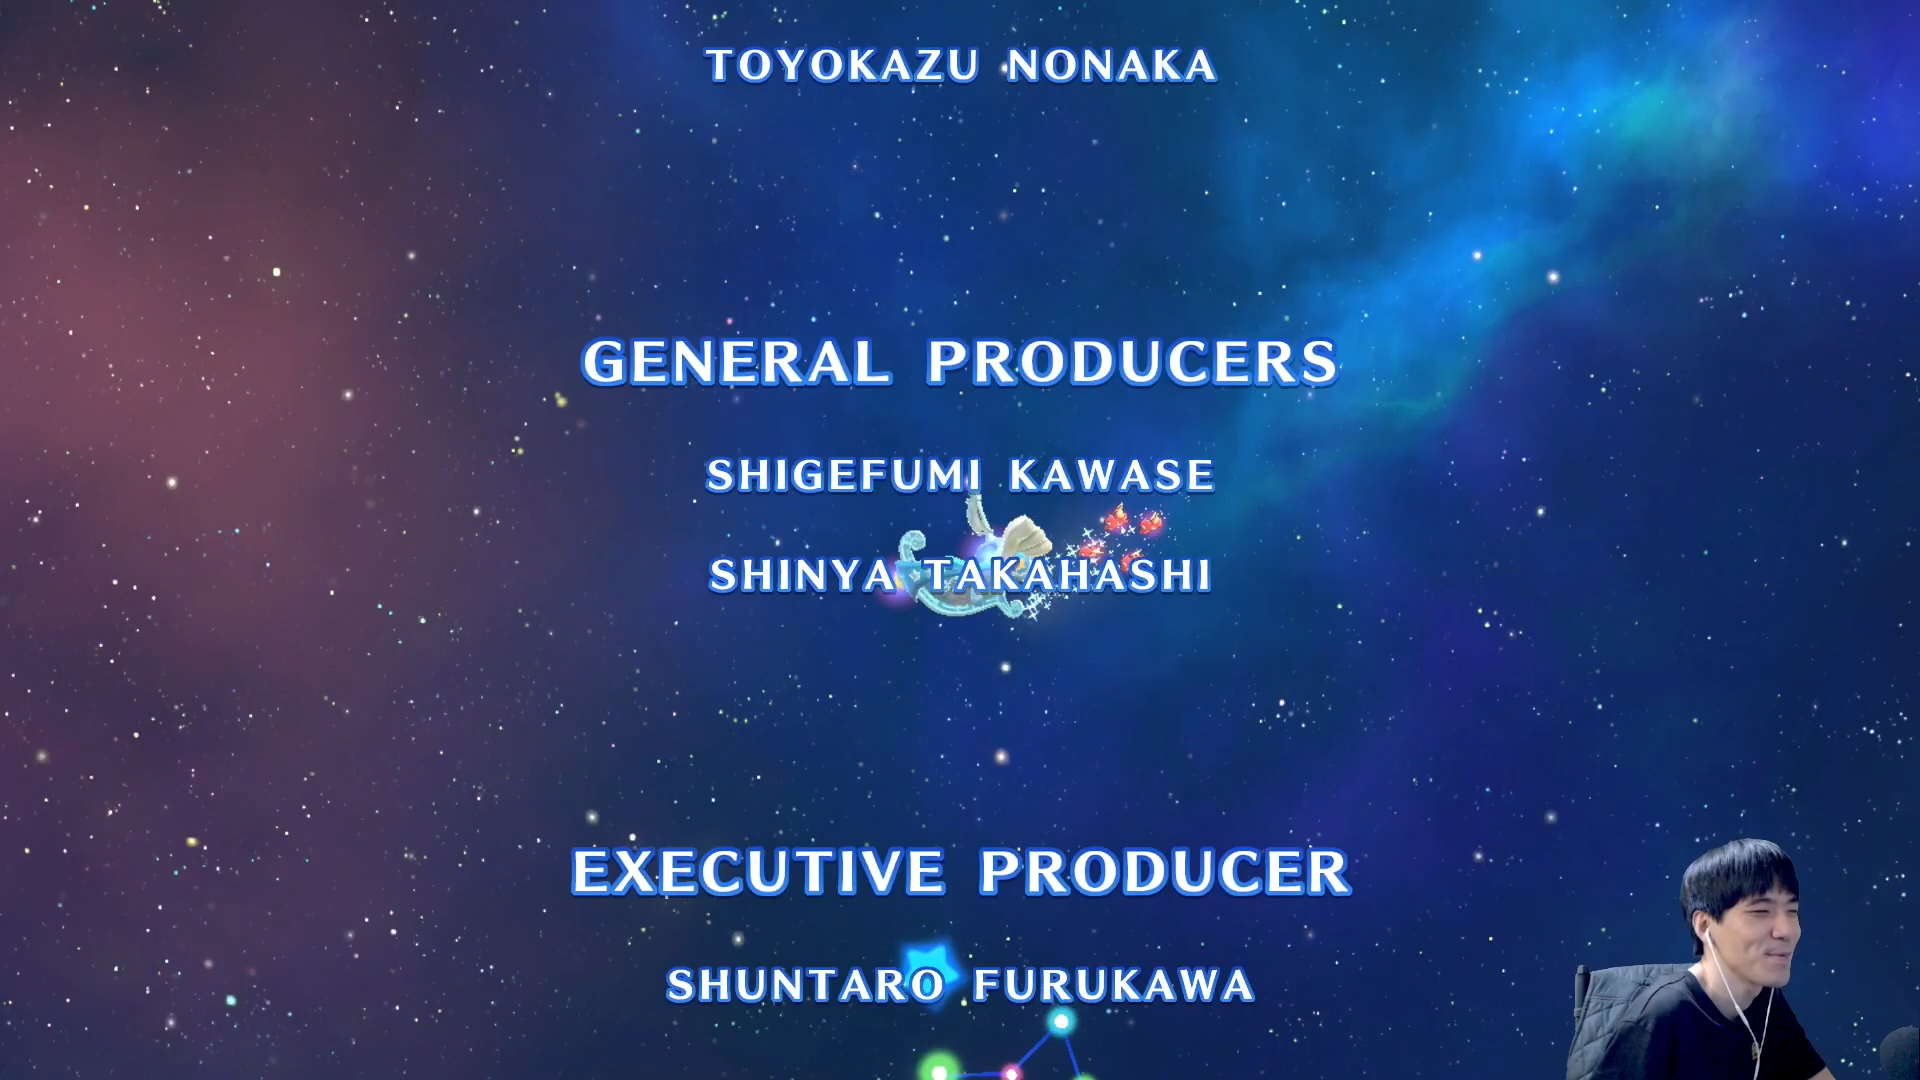 TOYOKAZU NONAKA
GENERAL PRODUCERS
SHIGEFUMI KAWASE
SHINYA TAKAHASHI
EXECUTIVE PRODUCER
SHUNTARO FURUKAWA